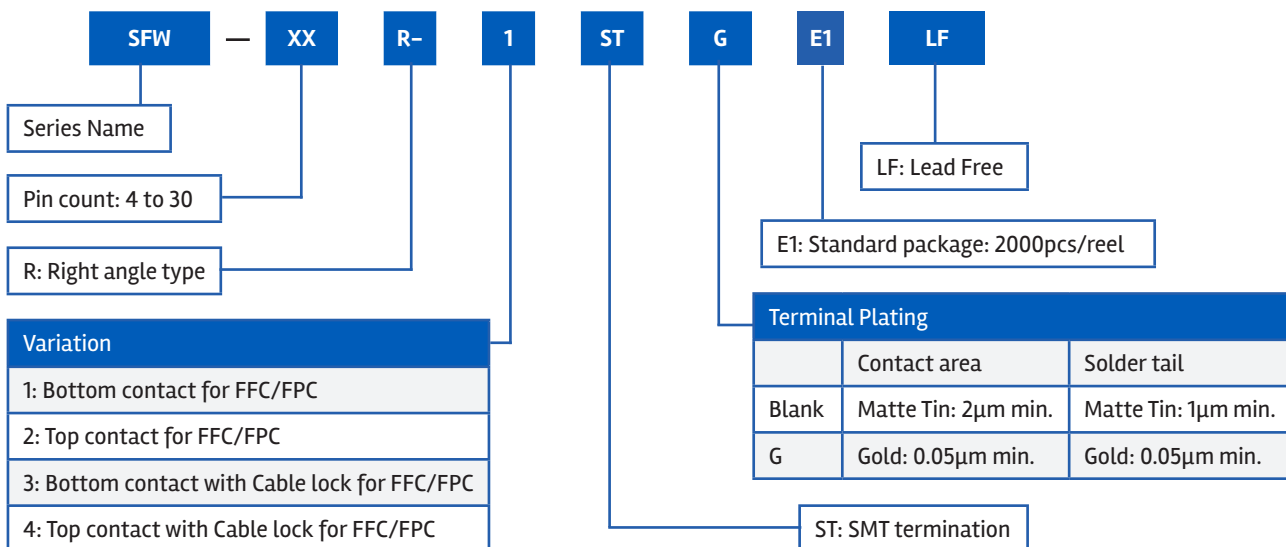 SFW — XX R– 1 ST G E1 LF
Series Name
LF: Lead Free
Pin count: 4 to 30
E1: Standard package: 2000pcs/reel
R: Right angle type
Variation
1: Bottom contact for FFC/FPC
2: Top contact for FFC/FPC
3: Bottom contact with Cable lock for FFC/FPC
4: Top contact with Cable lock for FFC/FPC
Terminal Plating
Contact area Solder tail
Blank Matte Tin: 2µm min. Matte Tin: 1µm min.
G Gold: 0.05µm min. Gold: 0.05µm min.
ST: SMT termination